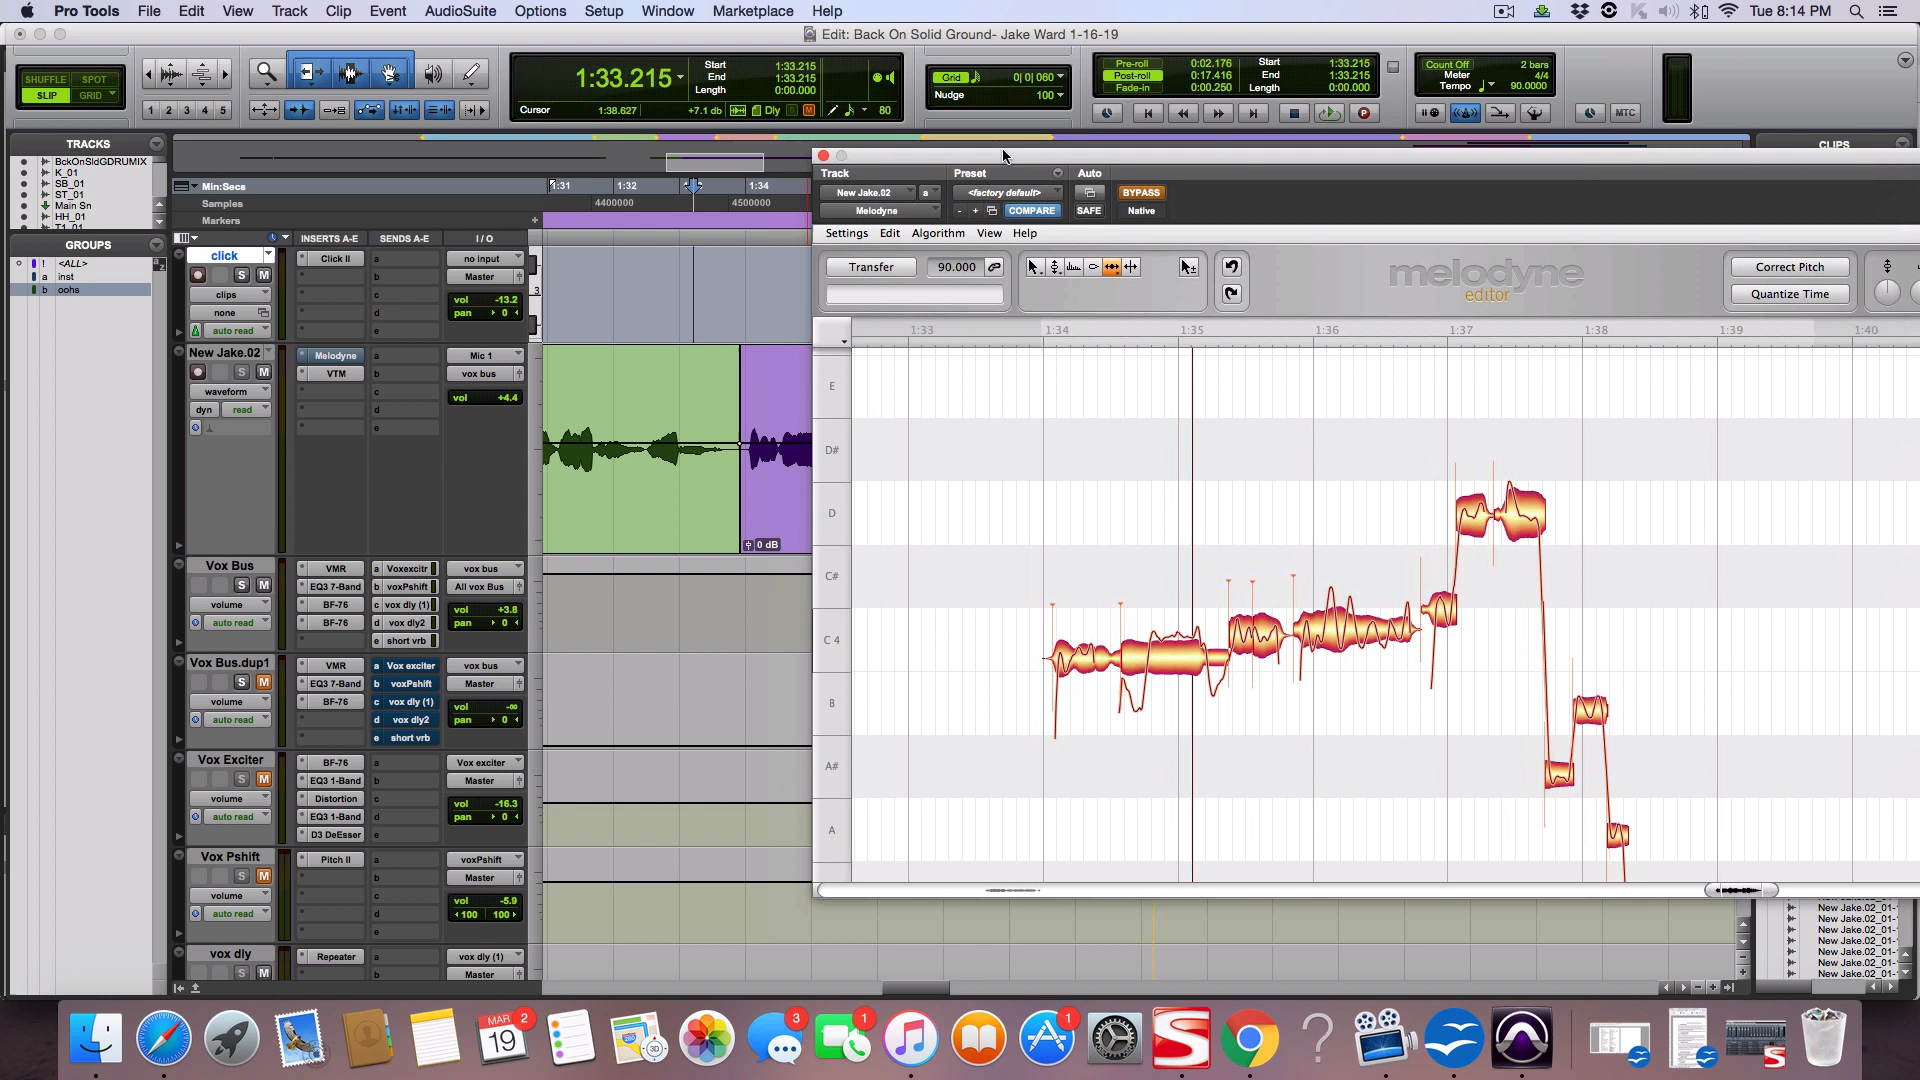 Pro Tools File Edit View Track Clip Event AudioSuite Options Setup Window Marketplace Help Tue 8:14 PM
Edit: Back On Solid Ground- Jake Ward 1-16-19
SHUFFLE SPOT
SLIP GRID
1 2 3 4 5
1:33.215
Start 1:33.215
End 1:33.215
Length 0:00.000
Cursor 1:38.627 +7.1 db Dly S M 80
Grid 0| 0| 060
Nudge 100
Pre-roll 0:02.176
Post-roll 0:17.416
Fade-in 0:00.250
Start 1:33.215
End 1:33.215
Length 0:00.000
Count Off 2 bars
Meter 4/4
Tempo 90.0000
P
MTC
TRACKS
BckOnSldGDRUMIX
K_01
SB_01
ST_01
Main Sn
HH_01
T1_01
GROUPS
! <ALL>
a inst
b oohs
CLIPS
Min:Secs 1:31 1:32 1:34
Samples 4400000 4500000
Markers
INSERTS A-E SENDS A-E I / O
click
S M
clips
none
auto read
Click II
a
b
c
d
e
no input
Master
vol -13.2
pan 0
3
New Jake.02
S M
waveform
dyn read
Melodyne
VTM
a
b
c
d
e
Mic 1
vox bus
vol +4.4
0 dB
Vox Bus
S M
volume
auto read
VMR
EQ3 7-Band
BF-76
BF-76
a Voxexcitr
b voxPshift
c vox dly (1)
d vox dly2
e short vrb
vox bus
All vox Bus
vol +3.8
pan 0
Vox Bus.dup1
S M
volume
auto read
VMR
EQ3 7-Band
BF-76
a Vox exciter
b voxPshift
c vox dly (1)
d vox dly2
e short vrb
vox bus
Master
vol -∞
pan 0
Vox Exciter
S M
volume
auto read
BF-76
EQ3 1-Band
Distortion
EQ3 1-Band
D3 DeEsser
a
b
c
d
e
Vox exciter
Master
vol -16.3
pan 0
Vox Pshift
S M
volume
auto read
Pitch II
a
b
c
d
e
voxPshift
Master
vol -5.9
100 100
vox dly
S M
Repeater
a
b
vox dly (1)
Master
Track Preset Auto
New Jake.02 a <factory default> BYPASS
Melodyne - + COMPARE SAFE Native
Settings Edit Algorithm View Help
Transfer 90.000
melodyne
editor
Correct Pitch
Quantize Time
1:33 1:34 1:35 1:36 1:37 1:38 1:39 1:40
E
D#
D
C#
C 4
B
A#
A
New Jake.02_01-
New Jake.02_01-
New Jake.02_01-
New Jake.02_01-
New Jake.02_01-
New Jake.02_01-
MAR
19
2
3D
3
1
1
S
?